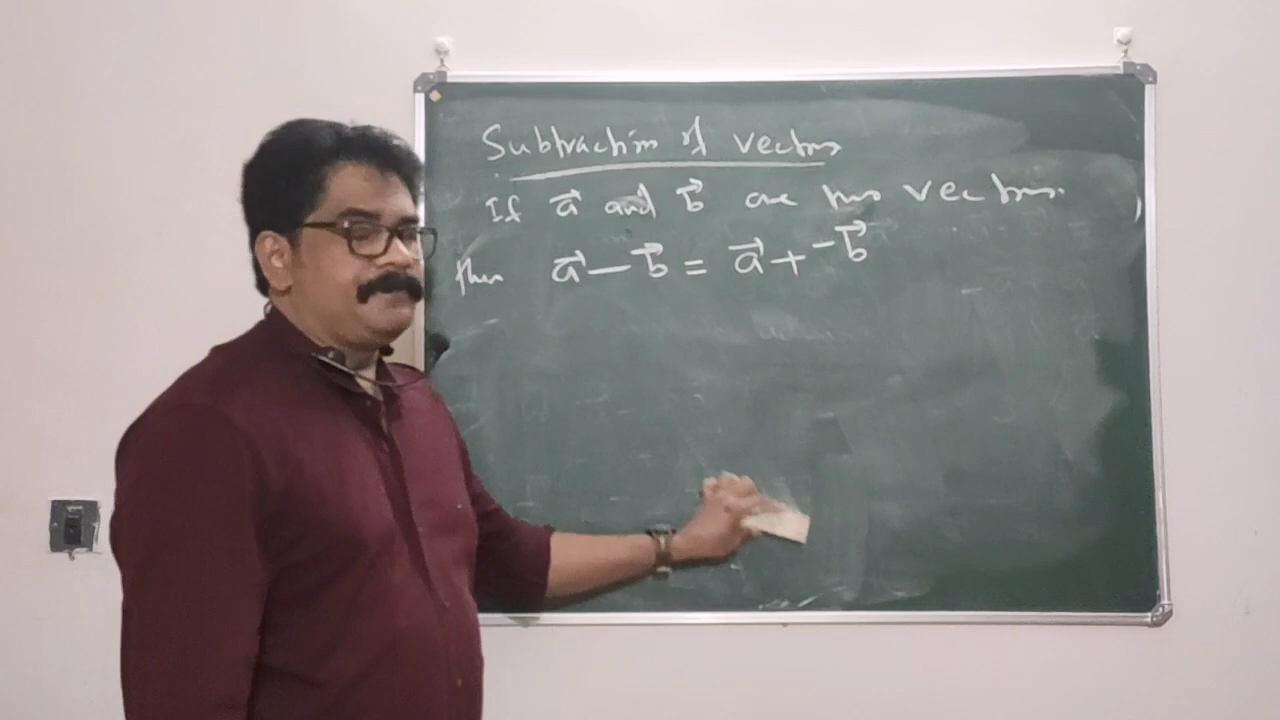 Subtraction of vectors
If a⃗ and b⃗ are two vectors.
then a⃗ − b⃗ = a⃗ + −b⃗